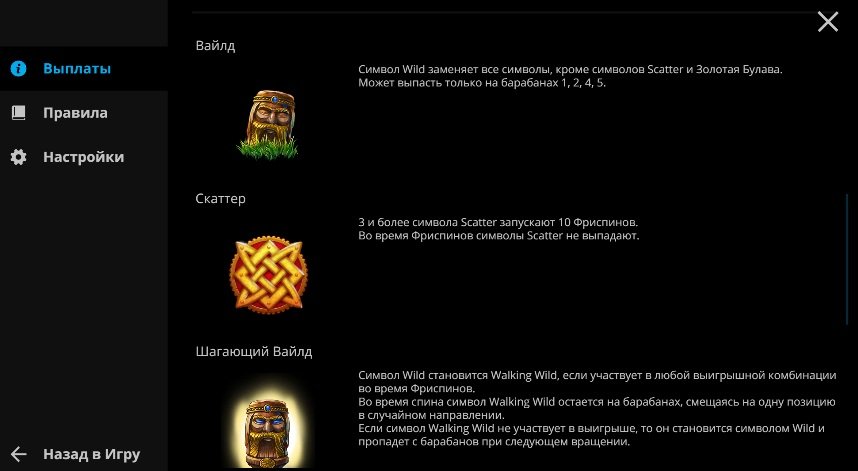 Вайлд
Символ Wild заменяет все символы, кроме символов Scatter и Золотая Булава.
Может выпасть только на барабанах 1, 2, 4, 5.
Выплаты
Правила
Настройки
Скаттер
3 и более символа Scatter запускают 10 Фриспинов.
Во время Фриспинов символы Scatter не выпадают.
Шагающий Вайлд
Символ Wild становится Walking Wild, если участвует в любой выигрышной комбинации
во время Фриспинов.
Во время спина символ Walking Wild остается на барабанах, смещаясь на одну позицию
в случайном направлении.
Если символ Walking Wild не участвует в выигрыше, то он становится символом Wild и
пропадет с барабанов при следующем вращении.
Назад в Игру